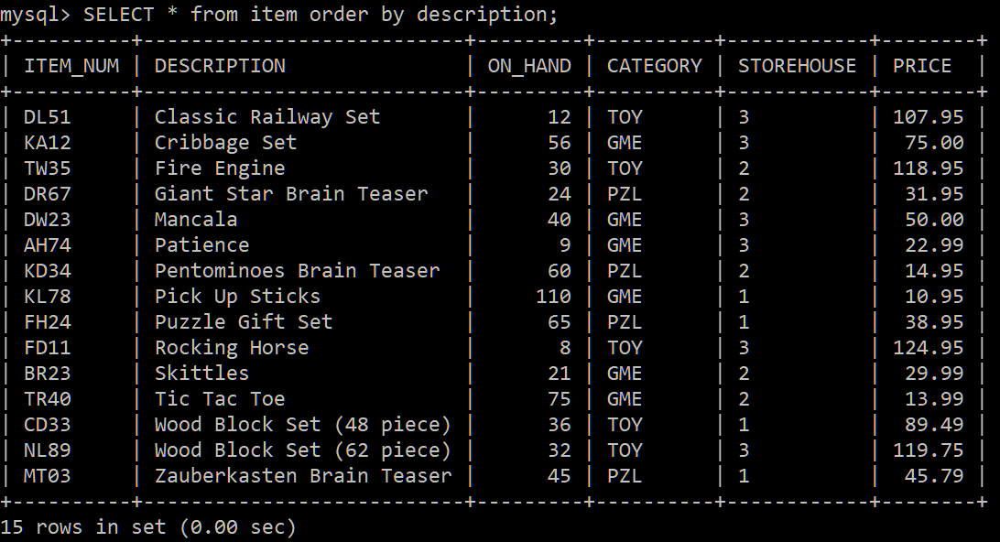 mysql> SELECT * from item order by description;
+----------+---------------------------+---------+----------+------------+--------+
| ITEM_NUM | DESCRIPTION               | ON_HAND | CATEGORY | STOREHOUSE | PRICE  |
+----------+---------------------------+---------+----------+------------+--------+
| DL51     | Classic Railway Set       |      12 | TOY      | 3          | 107.95 |
| KA12     | Cribbage Set              |      56 | GME      | 3          |  75.00 |
| TW35     | Fire Engine               |      30 | TOY      | 2          | 118.95 |
| DR67     | Giant Star Brain Teaser   |      24 | PZL      | 2          |  31.95 |
| DW23     | Mancala                   |      40 | GME      | 3          |  50.00 |
| AH74     | Patience                  |       9 | GME      | 3          |  22.99 |
| KD34     | Pentominoes Brain Teaser  |      60 | PZL      | 2          |  14.95 |
| KL78     | Pick Up Sticks            |     110 | GME      | 1          |  10.95 |
| FH24     | Puzzle Gift Set           |      65 | PZL      | 1          |  38.95 |
| FD11     | Rocking Horse             |       8 | TOY      | 3          | 124.95 |
| BR23     | Skittles                  |      21 | GME      | 2          |  29.99 |
| TR40     | Tic Tac Toe               |      75 | GME      | 2          |  13.99 |
| CD33     | Wood Block Set (48 piece) |      36 | TOY      | 1          |  89.49 |
| NL89     | Wood Block Set (62 piece) |      32 | TOY      | 3          | 119.75 |
| MT03     | Zauberkasten Brain Teaser |      45 | PZL      | 1          |  45.79 |
+----------+---------------------------+---------+----------+------------+--------+
15 rows in set (0.00 sec)